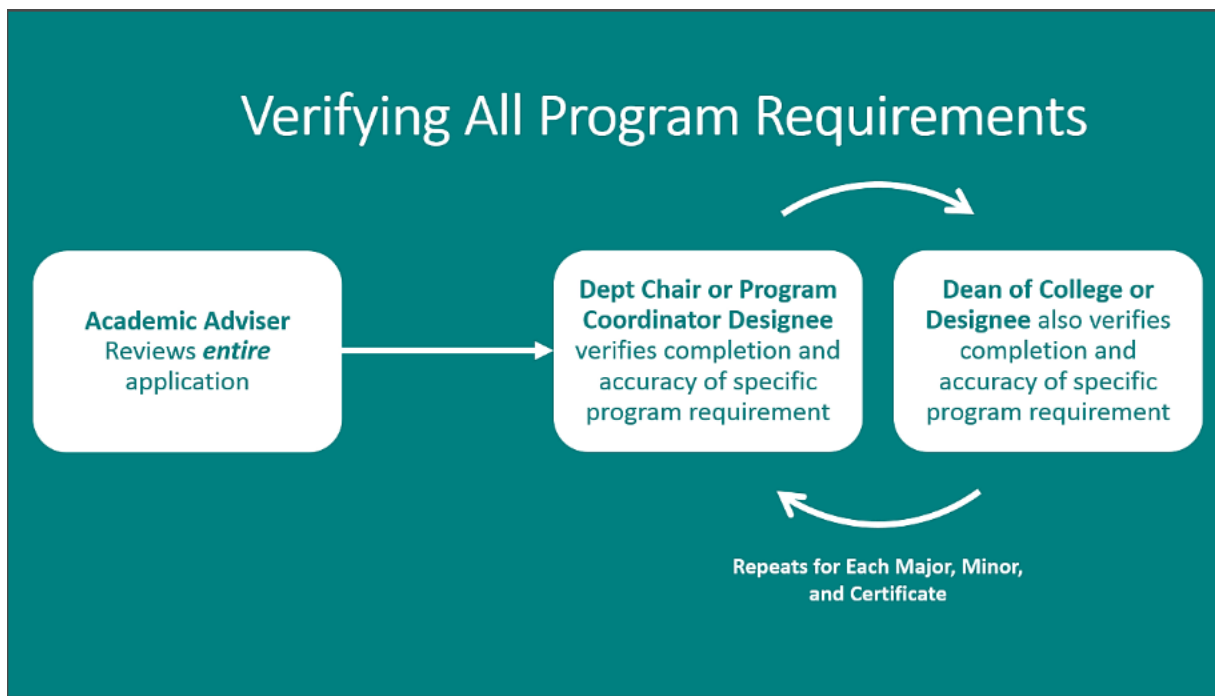 Verifying All Program Requirements
Academic Adviser
Reviews entire
application
Dept Chair or Program
Coordinator Designee
verifies completion and
accuracy of specific
program requirement
Dean of College or
Designee also verifies
completion and
accuracy of specific
program requirement
Repeats for Each Major, Minor,
and Certificate